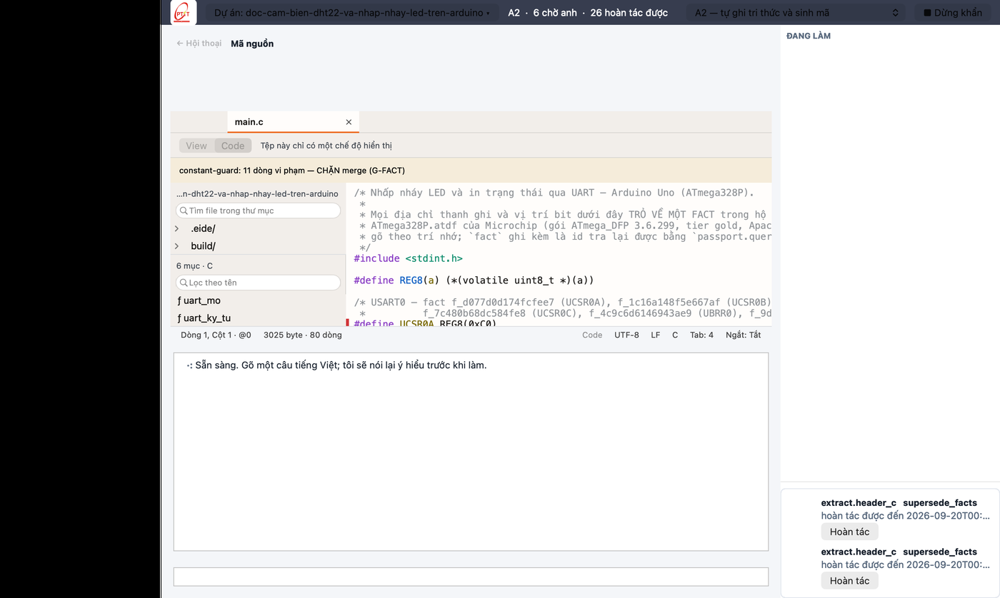 PTIT
Dự án: doc-cam-bien-dht22-va-nhap-nhay-led-tren-arduino
A2 · 6 chờ anh · 26 hoàn tác được
A2 — tự ghi tri thức và sinh mã
Dừng khẩn
← Hội thoại Mã nguồn
ĐANG LÀM
main.c
View Code Tệp này chỉ có một chế độ hiển thị
constant-guard: 11 dòng vi phạm — CHẶN merge (G-FACT)
...n-dht22-va-nhap-nhay-led-tren-arduino
Tìm file trong thư mục
.eide/
build/
6 mục · C
Lọc theo tên
ƒ uart_mo
ƒ uart_ky_tu
/* Nhấp nháy LED và in trạng thái qua UART — Arduino Uno (ATmega328P).
*
* Mọi địa chỉ thanh ghi và vị trí bit dưới đây TRỎ VỀ MỘT FACT trong hộ
* ATmega328P.atdf của Microchip (gói ATmega_DFP 3.6.299, tier gold, Apac
* gõ theo trí nhớ; `fact` ghi kèm là id tra lại được bằng `passport.quer
*/
#include <stdint.h>
#define REG8(a) (*(volatile uint8_t *)(a))
/* USART0 — fact f_d077d0d174fcfee7 (UCSR0A), f_1c16a148f5e667af (UCSR0B)
* f_7c480b68dc584fe8 (UCSR0C), f_4c9c6d6146943ae9 (UBRR0), f_9d
#define UCSR0A REG8(0xC0)
Dòng 1, Cột 1 · @0 3025 byte · 80 dòng
Code UTF-8 LF C Tab: 4 Ngắt: Tắt
Sẵn sàng. Gõ một câu tiếng Việt; tôi sẽ nói lại ý hiểu trước khi làm.
extract.header_c supersede_facts
hoàn tác được đến 2026-09-20T00:...
Hoàn tác
extract.header_c supersede_facts
hoàn tác được đến 2026-09-20T00:...
Hoàn tác